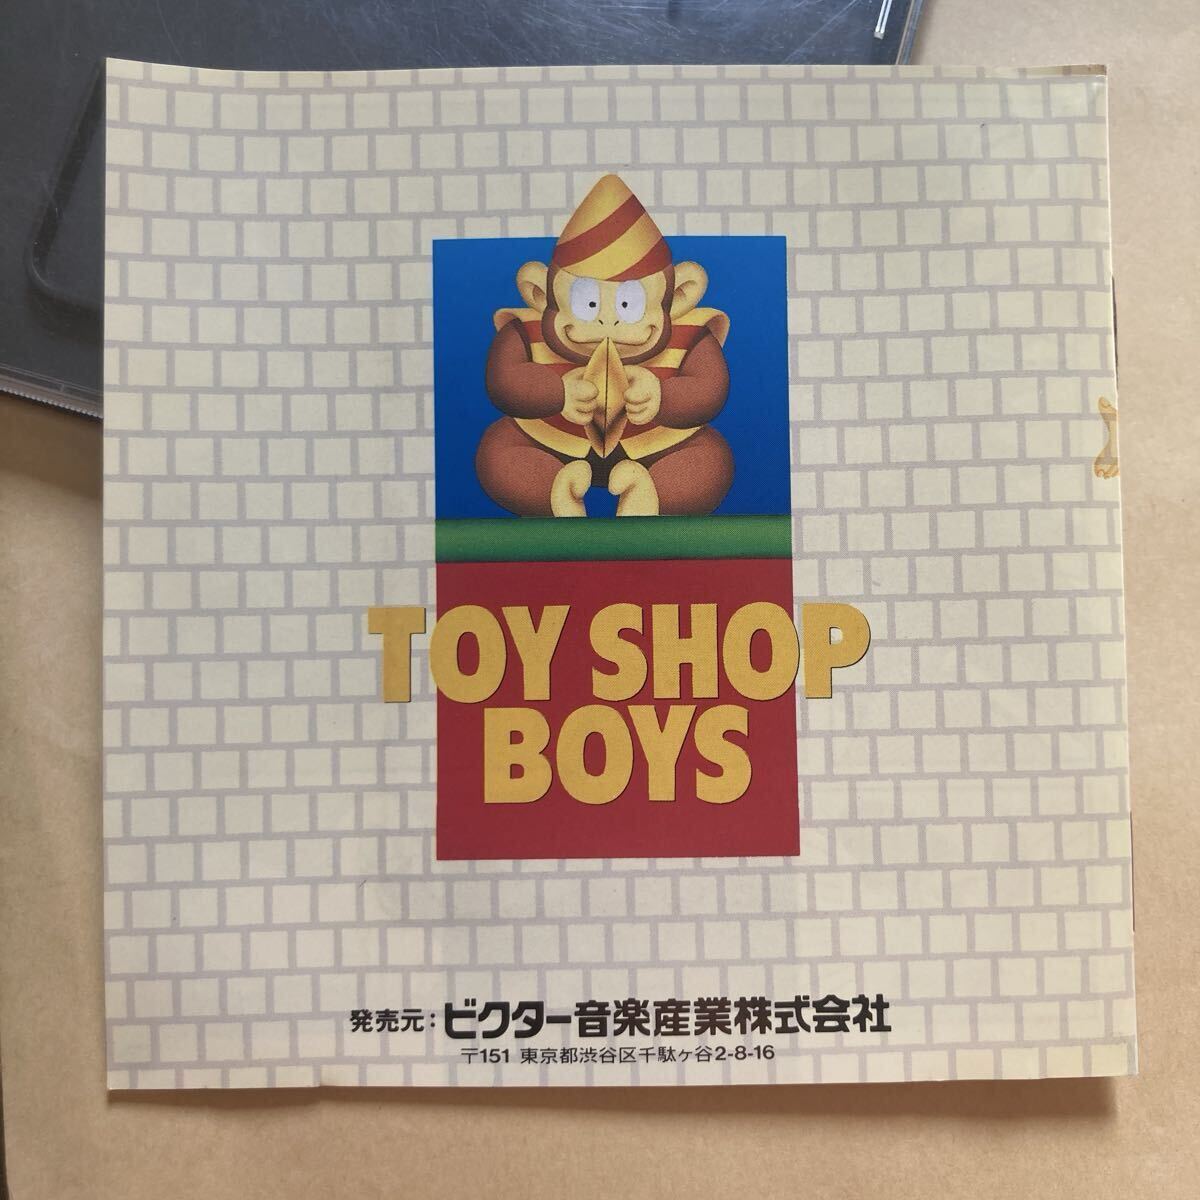 TOY SHOP
BOYS
発売元：ビクター音楽産業株式会社
〒151 東京都渋谷区千駄ヶ谷2-8-16